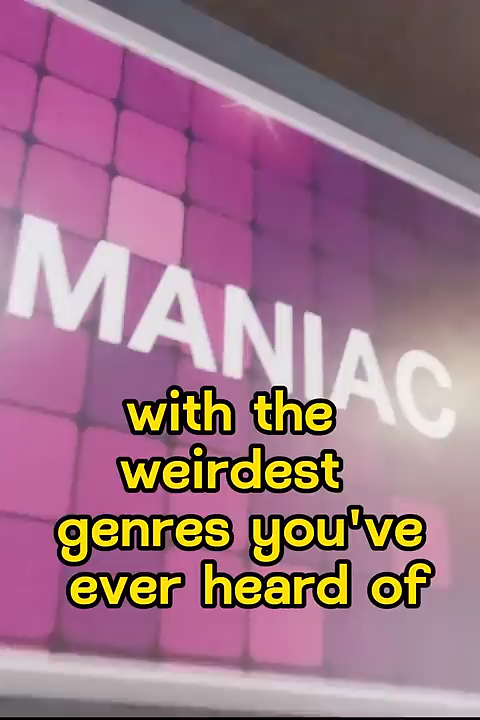 MANIAC
with the
weirdest
genres you've
ever heard of